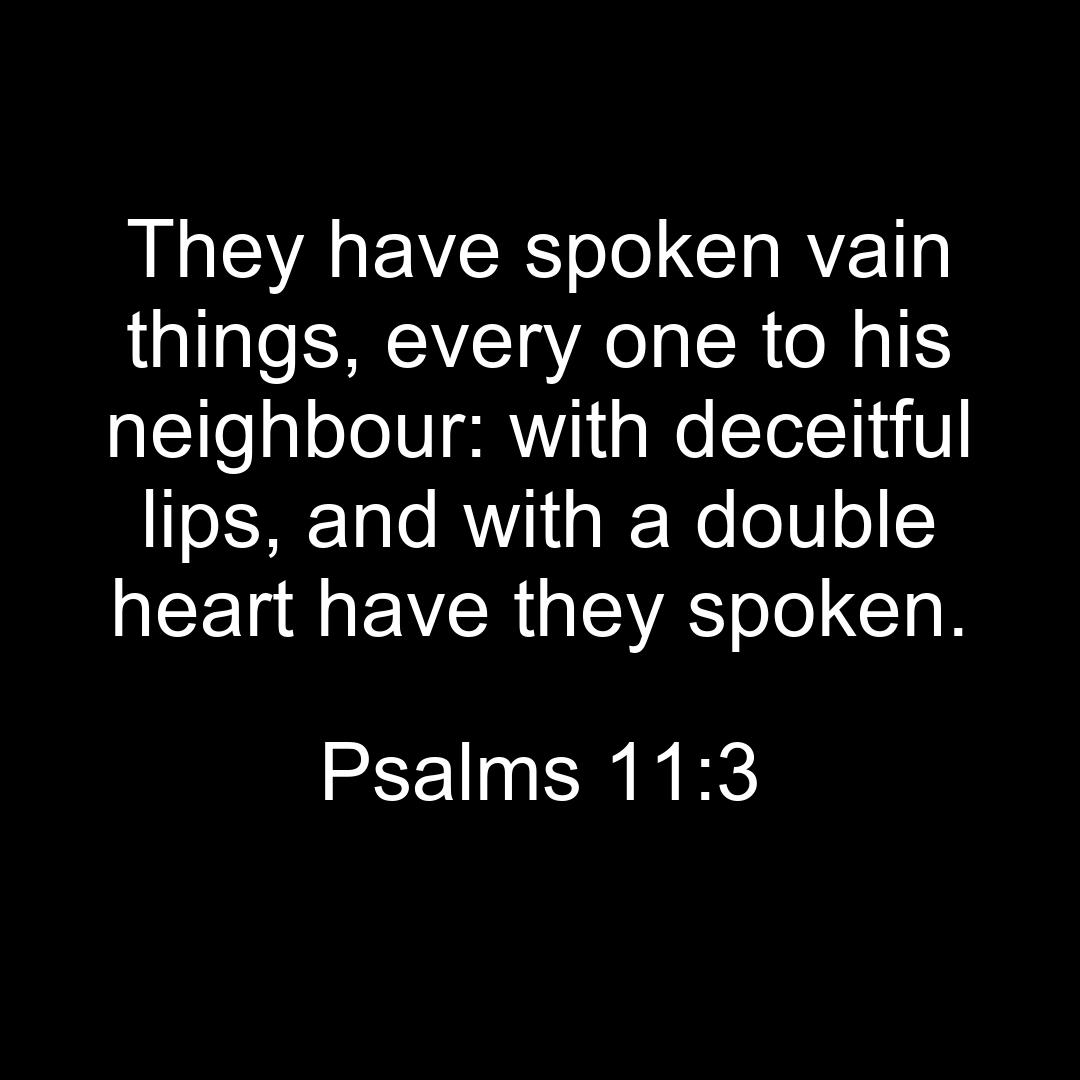 They have spoken vain
things, every one to his
neighbour: with deceitful
lips, and with a double
heart have they spoken.
Psalms 11:3